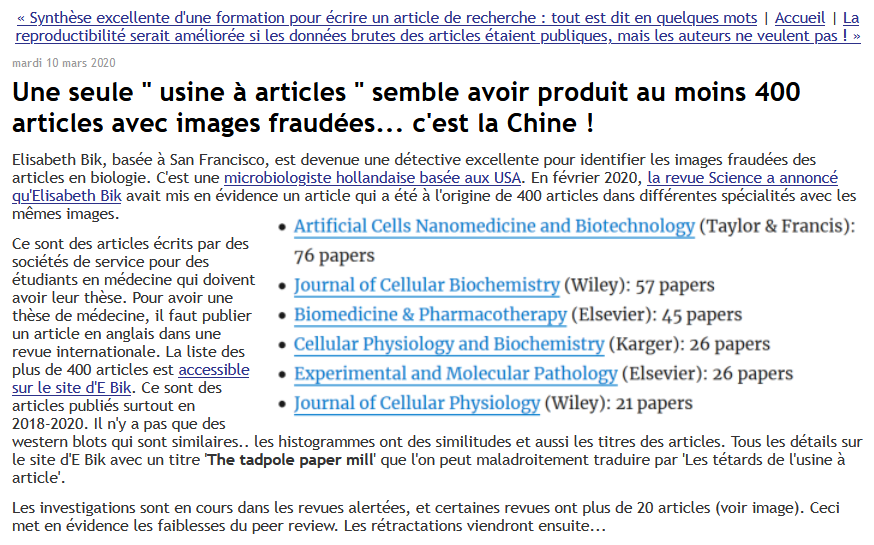 « Synthèse excellente d'une formation pour écrire un article de recherche : tout est dit en quelques mots | Accueil | La
reproductibilité serait améliorée si les données brutes des articles étaient publiques, mais les auteurs ne veulent pas ! »
mardi 10 mars 2020
Une seule " usine à articles " semble avoir produit au moins 400
articles avec images fraudées... c'est la Chine !
Elisabeth Bik, basée à San Francisco, est devenue une détective excellente pour identifier les images fraudées des
articles en biologie. C'est une microbiologiste hollandaise basée aux USA. En février 2020, la revue Science a annoncé
qu'Elisabeth Bik avait mis en évidence un article qui a été à l'origine de 400 articles dans différentes spécialités avec les
mêmes images.
• Artificial Cells Nanomedicine and Biotechnology (Taylor & Francis):
76 papers
• Journal of Cellular Biochemistry (Wiley): 57 papers
• Biomedicine & Pharmacotherapy (Elsevier): 45 papers
• Cellular Physiology and Biochemistry (Karger): 26 papers
• Experimental and Molecular Pathology (Elsevier): 26 papers
• Journal of Cellular Physiology (Wiley): 21 papers
Ce sont des articles écrits par des
sociétés de service pour des
étudiants en médecine qui doivent
avoir leur thèse. Pour avoir une
thèse de médecine, il faut publier
un article en anglais dans une
revue internationale. La liste des
plus de 400 articles est accessible
sur le site d'E Bik. Ce sont des
articles publiés surtout en
2018-2020. Il n'y a pas que des
western blots qui sont similaires.. les histogrammes ont des similitudes et aussi les titres des articles. Tous les détails sur
le site d'E Bik avec un titre 'The tadpole paper mill' que l'on peut maladroitement traduire par 'Les tétards de l'usine à
article'.
Les investigations sont en cours dans les revues alertées, et certaines revues ont plus de 20 articles (voir image). Ceci
met en évidence les faiblesses du peer review. Les rétractations viendront ensuite...